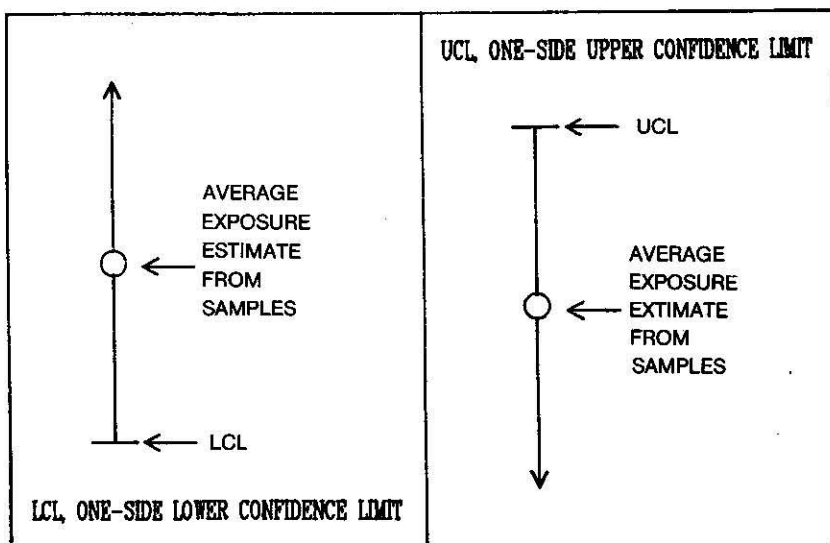 AVERAGE
EXPOSURE
ESTIMATE
FROM
SAMPLES
LCL
LCL, ONE-SIDE LOWER CONFIDENCE LIMIT
UCL, ONE-SIDE UPPER CONFIDENCE LIMIT
UCL
AVERAGE
EXPOSURE
EXTIMATE
FROM
SAMPLES